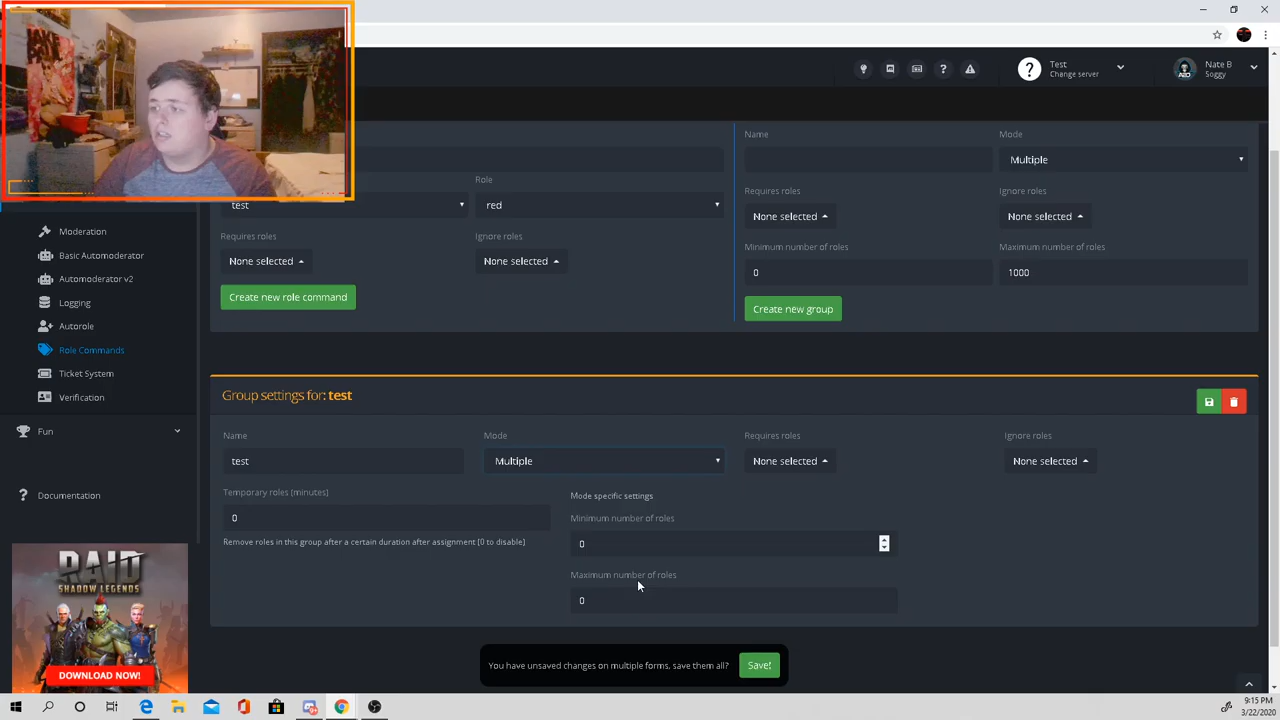 Test
Change server
Nate B
Soggy
Name
Mode
Multiple
Role
test
red
Requires roles
Ignore roles
Requires roles
Ignore roles
None selected
None selected
None selected
None selected
Minimum number of roles
Maximum number of roles
0
1000
Create new role command
Create new group
Moderation
Basic Automoderator
Automoderator v2
Logging
Autorole
Role Commands
Ticket System
Verification
Fun
Documentation
Group settings for: test
Name
Mode
Requires roles
Ignore roles
test
Multiple
None selected
None selected
Temporary roles [minutes]
0
Remove roles in this group after a certain duration after assignment [0 to disable]
Mode specific settings
Minimum number of roles
0
Maximum number of roles
0
RAID
SHADOW LEGENDS
DOWNLOAD NOW!
You have unsaved changes on multiple forms, save them all?
Save!
9:15 PM
3/22/2020